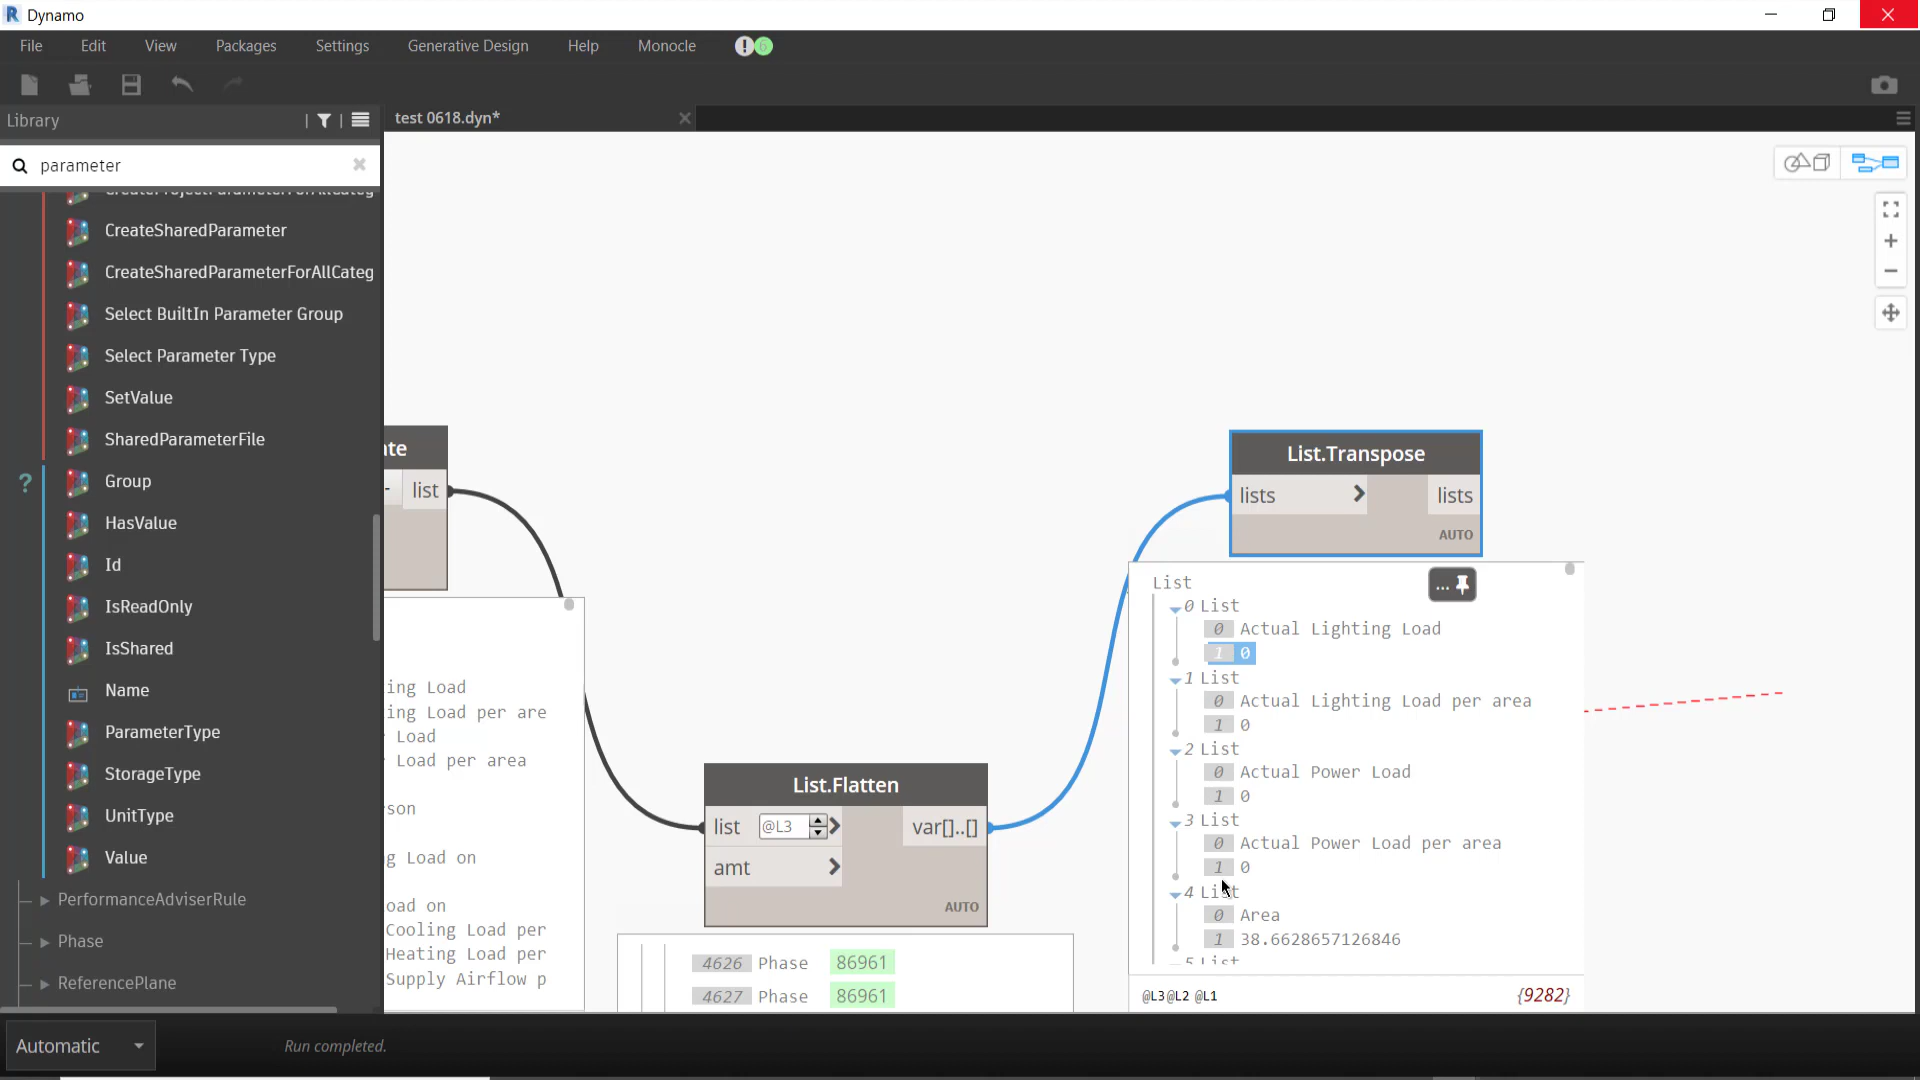 Dynamo
File Edit View Packages Settings Generative Design Help Monocle ! 6
Library
test 0618.dyn*
parameter
CreateSharedParameter
CreateSharedParameterForAllCateg
Select BuiltIn Parameter Group
Select Parameter Type
SetValue
SharedParameterFile
? Group
HasValue
Id
IsReadOnly
IsShared
Name
ParameterType
StorageType
UnitType
Value
PerformanceAdviserRule
Phase
ReferencePlane
Automatic
Run completed.
ate
list
ing Load
ing Load per are
Load
Load per area
son
g Load on
oad on
Cooling Load per
Heating Load per
Supply Airflow p
List.Flatten
list @L3 > var[]..[]
amt >
AUTO
4626 Phase 86961
4627 Phase 86961
List.Transpose
lists > lists
AUTO
List
0 List
0 Actual Lighting Load
1 0
1 List
0 Actual Lighting Load per area
1 0
2 List
0 Actual Power Load
1 0
3 List
0 Actual Power Load per area
1 0
4 List
0 Area
1 38.6628657126846
5 List
@L3 @L2 @L1 {9282}